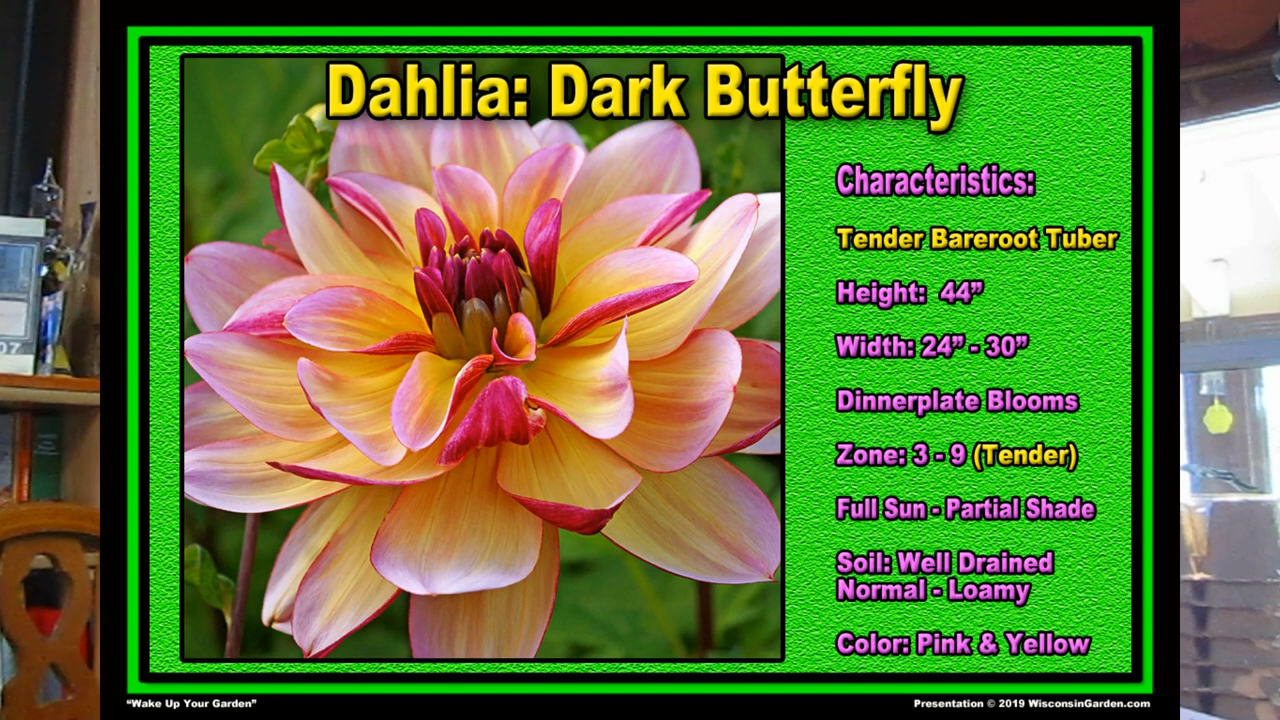 Dahlia: Dark Butterfly
Characteristics:
Tender Bareroot Tuber
Height: 44”
Width: 24” - 30”
Dinnerplate Blooms
Zone: 3 - 9 (Tender)
Full Sun - Partial Shade
Soil: Well Drained
Normal - Loamy
Color: Pink & Yellow
“Wake Up Your Garden”
Presentation © 2019 WisconsinGarden.com